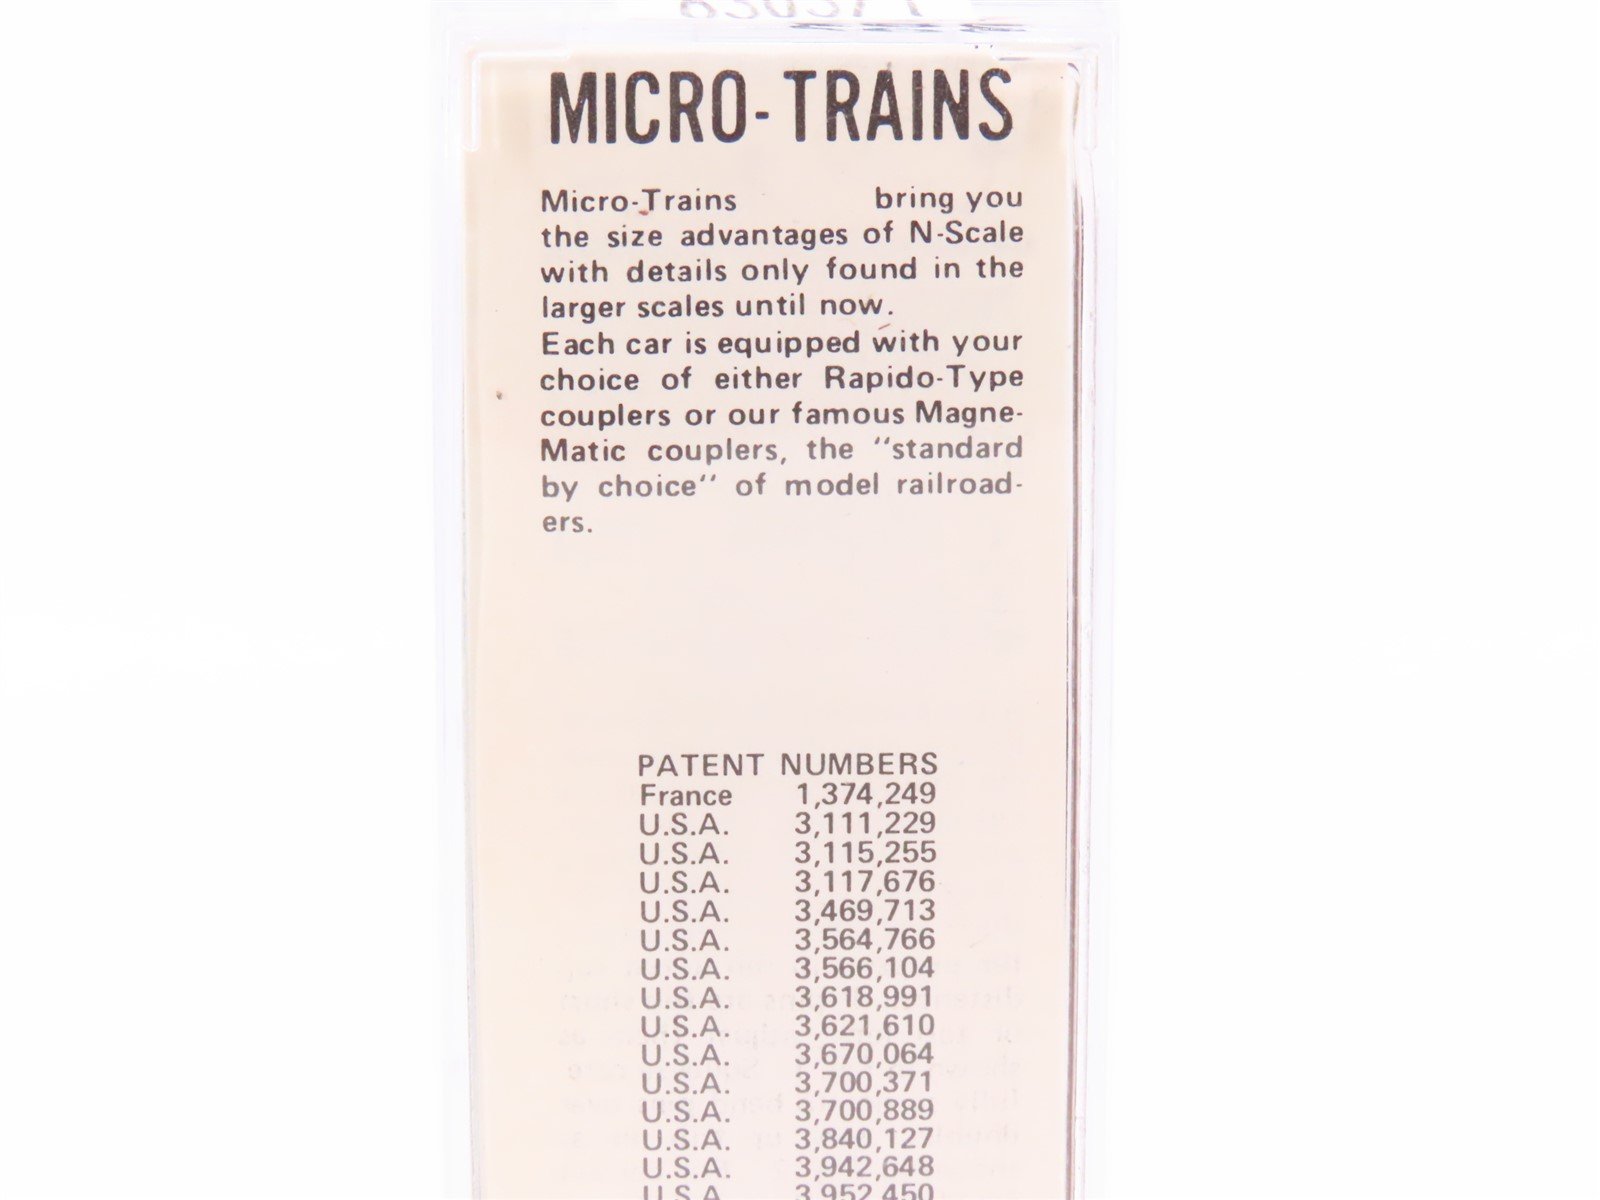 MICRO-TRAINS
Micro-Trains bring you
the size advantages of N-Scale
with details only found in the
larger scales until now.
Each car is equipped with your
choice of either Rapido-Type
couplers or our famous Magne-
Matic couplers, the "standard
by choice" of model railroad-
ers.
PATENT NUMBERS
France 1,374,249
U.S.A. 3,111,229
U.S.A. 3,115,255
U.S.A. 3,117,676
U.S.A. 3,469,713
U.S.A. 3,564,766
U.S.A. 3,566,104
U.S.A. 3,618,991
U.S.A. 3,621,610
U.S.A. 3,670,064
U.S.A. 3,700,371
U.S.A. 3,700,889
U.S.A. 3,840,127
U.S.A. 3,942,648
U.S.A. 3,952,450